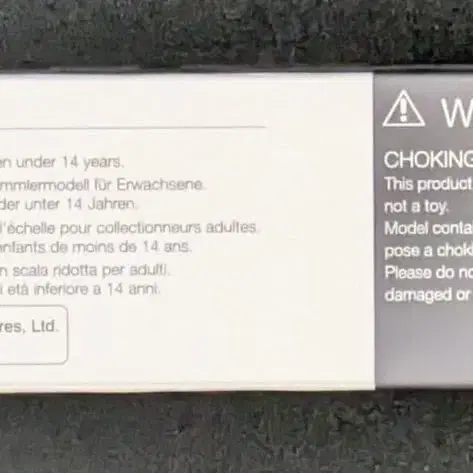 en under 14 years.
mmlermodell für Erwachsene.
der unter 14 Jahren.
l'échelle pour collectionneurs adultes.
enfants de moins de 14 ans.
n scala ridotta per adulti.
i età inferiore a 14 anni.
res, Ltd.
W
CHOKING
This product
not a toy.
Model conta
pose a choki
Please do no
damaged or